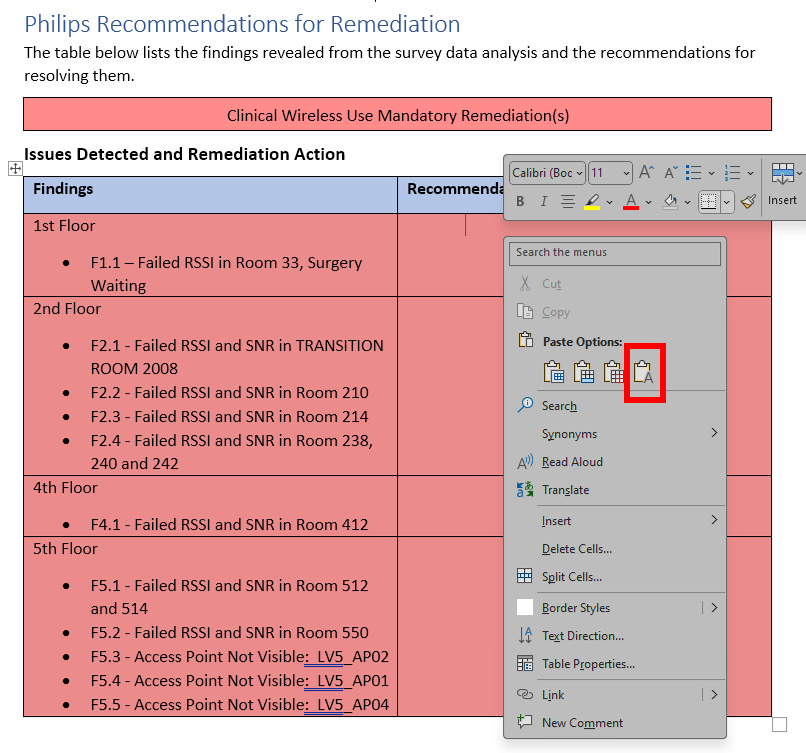 Philips Recommendations for Remediation
The table below lists the findings revealed from the survey data analysis and the recommendations for
resolving them.
Clinical Wireless Use Mandatory Remediation(s)
Issues Detected and Remediation Action
Findings
Recommenda
1st Floor
• F1.1 – Failed RSSI in Room 33, Surgery
Waiting
2nd Floor
• F2.1 - Failed RSSI and SNR in TRANSITION
ROOM 2008
• F2.2 - Failed RSSI and SNR in Room 210
• F2.3 - Failed RSSI and SNR in Room 214
• F2.4 - Failed RSSI and SNR in Room 238,
240 and 242
4th Floor
• F4.1 - Failed RSSI and SNR in Room 412
5th Floor
• F5.1 - Failed RSSI and SNR in Room 512
and 514
• F5.2 - Failed RSSI and SNR in Room 550
• F5.3 - Access Point Not Visible:  LV5_AP02
• F5.4 - Access Point Not Visible:  LV5_AP01
• F5.5 - Access Point Not Visible:  LV5_AP04
Calibri (Boc 11 A A
B I A Insert
Search the menus
Cut
Copy
Paste Options:
A
Search
Synonyms
A Read Aloud
Translate
Insert
Delete Cells...
Split Cells...
Border Styles
Text Direction...
Table Properties...
Link
New Comment